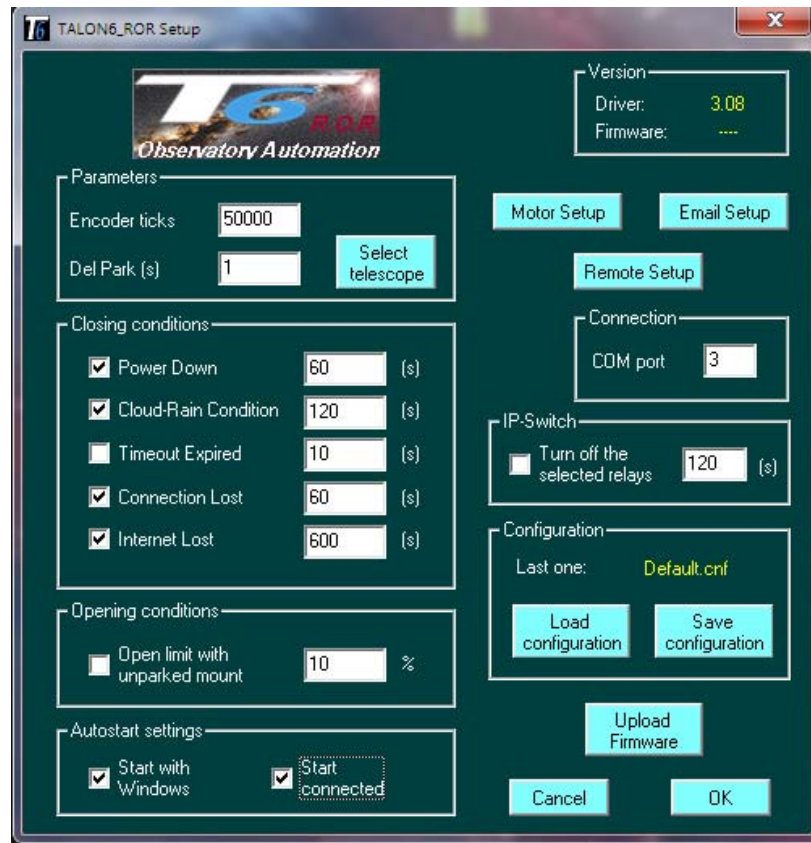 TALON6_ROR Setup
T6
R.O.R.
Observatory Automation
Version
Driver: 3.08
Firmware: ----
Parameters
Encoder ticks 50000
Del Park (s) 1
Select
telescope
Motor Setup
Email Setup
Remote Setup
Closing conditions
Power Down 60 (s)
Cloud-Rain Condition 120 (s)
Timeout Expired 10 (s)
Connection Lost 60 (s)
Internet Lost 600 (s)
Connection
COM port 3
IP-Switch
Turn off the
selected relays 120 (s)
Configuration
Last one: Default.cnf
Load
configuration
Save
configuration
Opening conditions
Open limit with
unparked mount 10 %
Autostart settings
Start with
Windows
Start
connected
Upload
Firmware
Cancel
OK